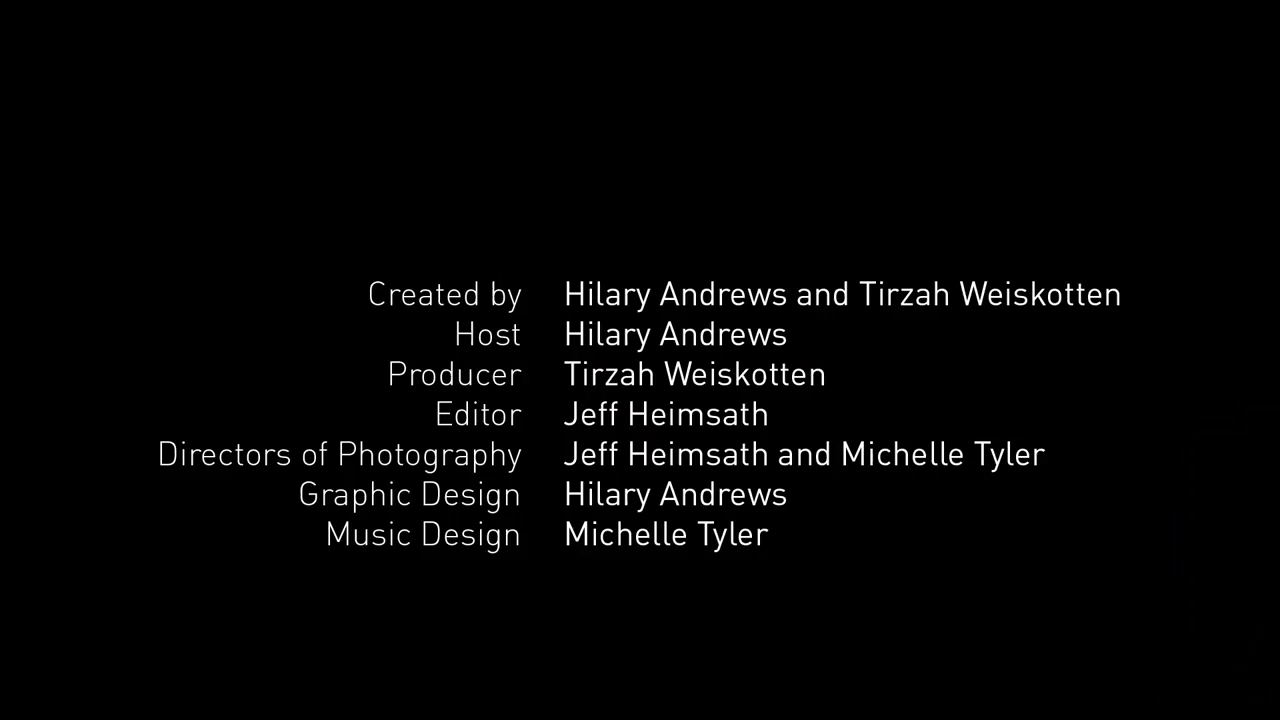 Created by Hilary Andrews and Tirzah Weiskotten
Host Hilary Andrews
Producer Tirzah Weiskotten
Editor Jeff Heimsath
Directors of Photography Jeff Heimsath and Michelle Tyler
Graphic Design Hilary Andrews
Music Design Michelle Tyler